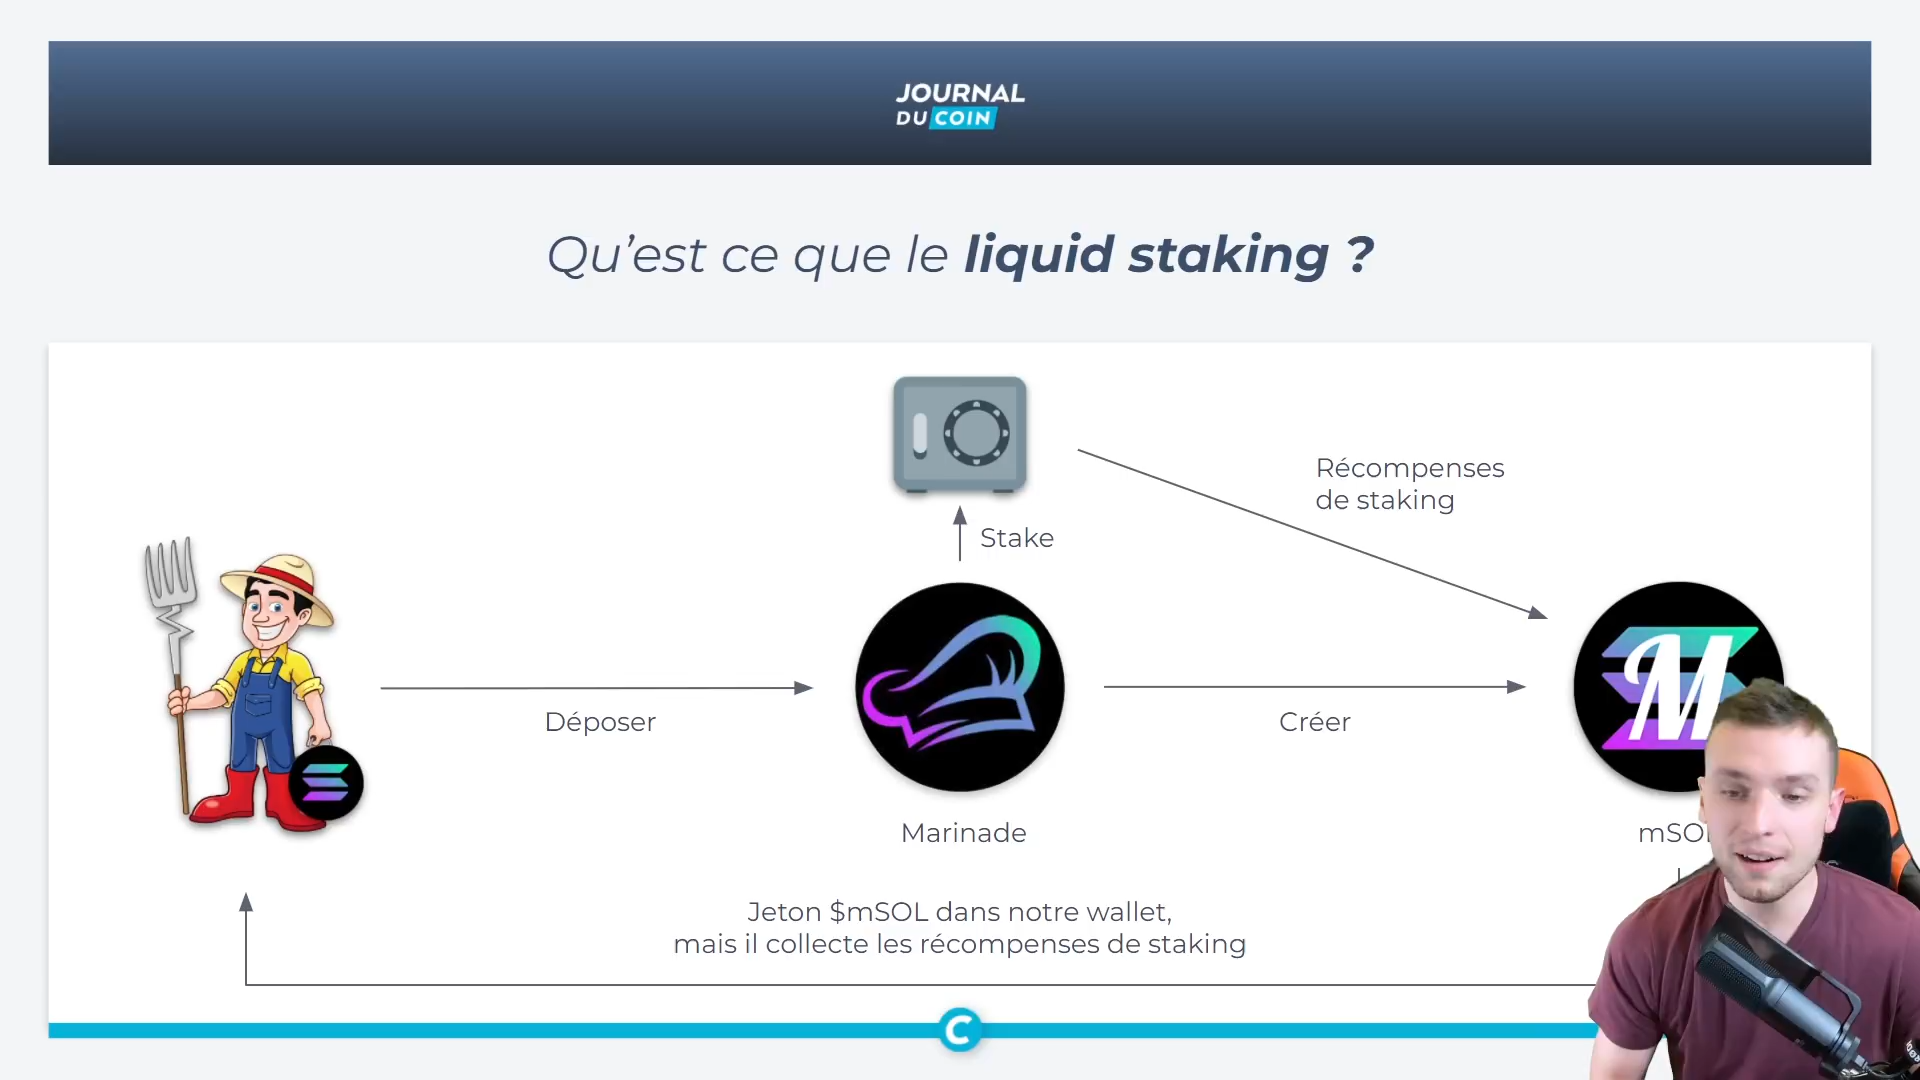 JOURNAL
DU COIN
Qu’est ce que le liquid staking ?
Récompenses
de staking
Stake
Déposer
Créer
Marinade
Jeton $mSOL dans notre wallet,
mais il collecte les récompenses de staking